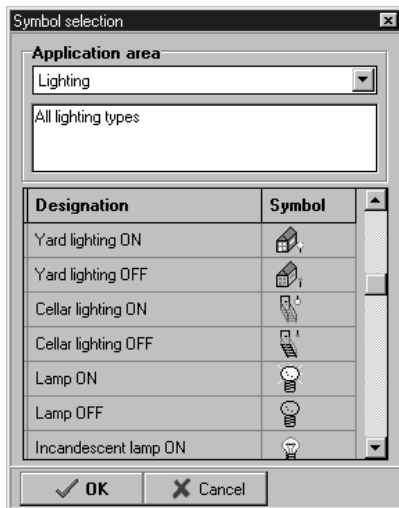 Symbol selection
Application area
Lighting
All lighting types
Designation Symbol
Yard lighting ON
Yard lighting OFF
Cellar lighting ON
Cellar lighting OFF
Lamp ON
Lamp OFF
Incandescent lamp ON
OK Cancel